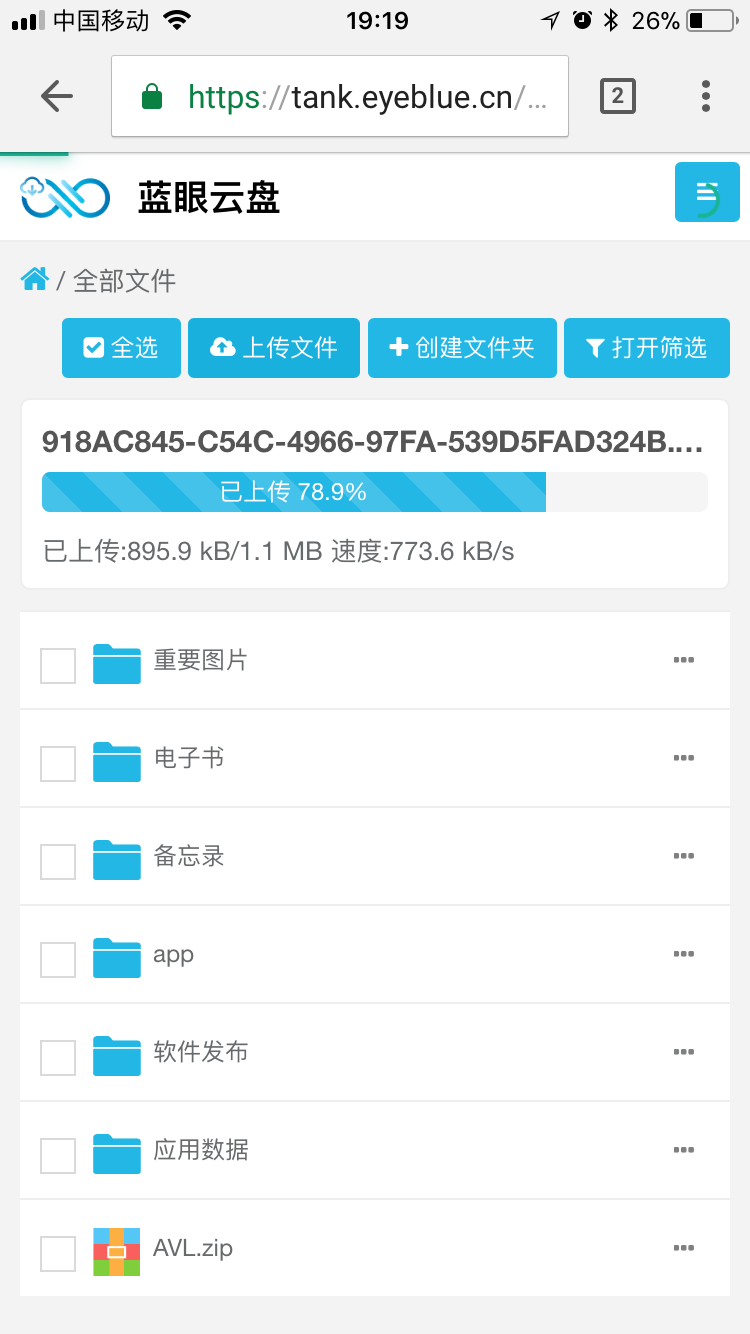 中国移动 19:19 26%
https://tank.eyeblue.cn/... 2
蓝眼云盘
/ 全部文件
全选 上传文件 创建文件夹 打开筛选
918AC845-C54C-4966-97FA-539D5FAD324B....
已上传 78.9%
已上传:895.9 kB/1.1 MB 速度:773.6 kB/s
重要图片
电子书
备忘录
app
软件发布
应用数据
AVL.zip